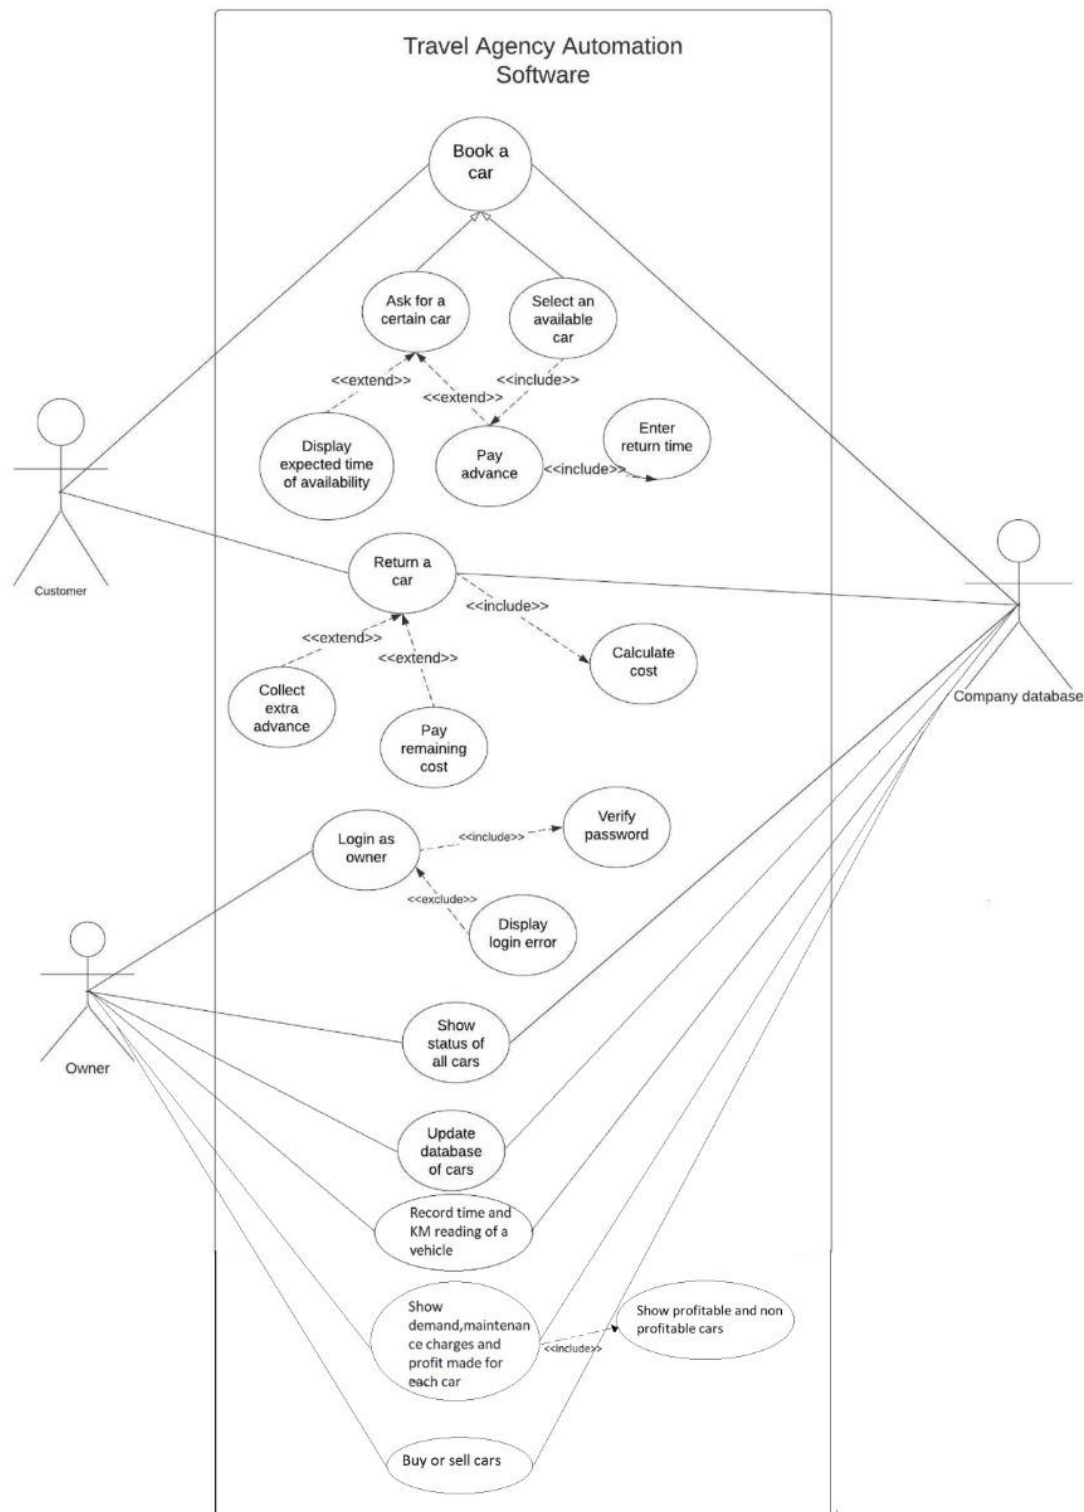 Travel Agency Automation
Software
Book a
car
Ask for a
certain car
Select an
available
car
<<extend>>
<<extend>>
<<include>>
Display
expected time
of availability
Pay
advance
<<include>>
Enter
return time
Customer
Return a
car
<<include>>
<<extend>>
<<extend>>
Calculate
cost
Collect
extra
advance
Pay
remaining
cost
Company database
Login as
owner
<<include>>
Verify
password
<<exclude>>
Display
login error
Owner
Show
status of
all cars
Update
database
of cars
Record time and
KM reading of a
vehicle
Show
demand,maintenan
ce charges and
profit made for
each car
<<include>>
Show profitable and non
profitable cars
Buy or sell cars